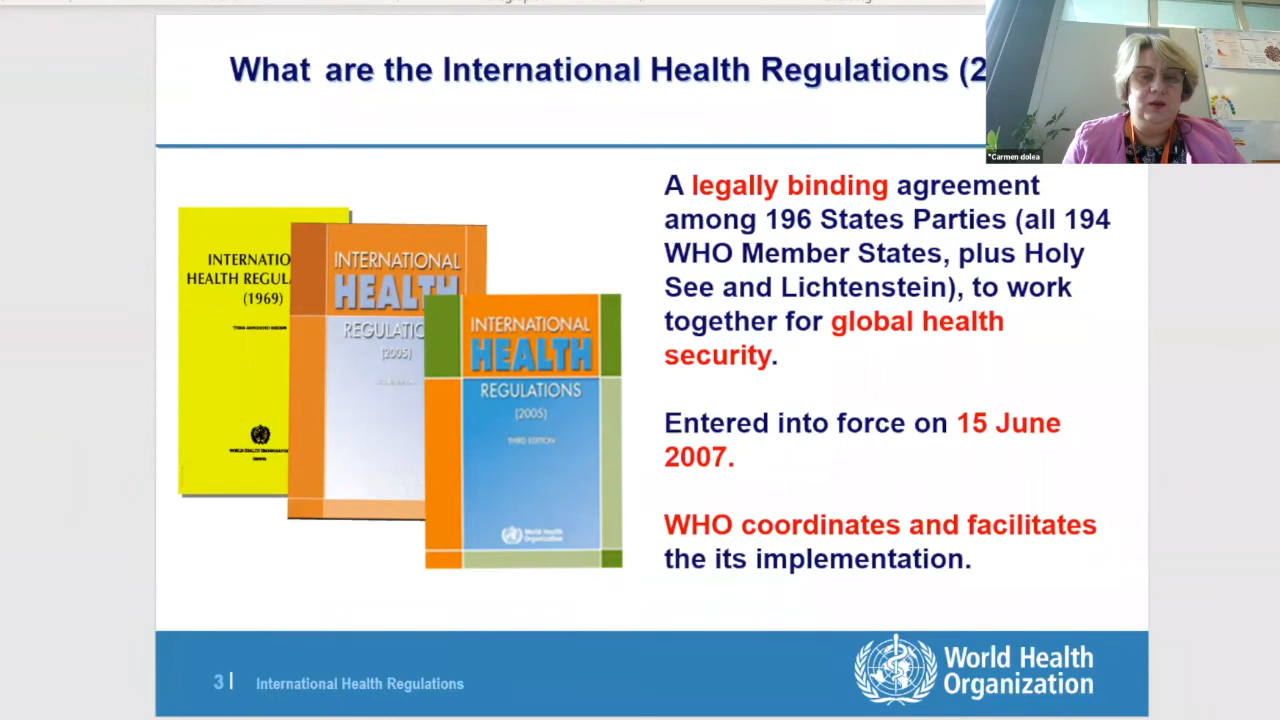 What are the International Health Regulations (2
*Carmen dolea
A legally binding agreement
among 196 States Parties (all 194
WHO Member States, plus Holy
See and Lichtenstein), to work
together for global health
security.
Entered into force on 15 June
2007.
WHO coordinates and facilitates
the its implementation.
INTERNATIO
HEALTH REGUL
(1969)
INTERNATIONAL
HEALTH
REGULATIO
(2005)
INTERNATIONAL
HEALTH
REGULATIONS
(2005)
THIRD EDITION
World Health
Organization
3 |
International Health Regulations
World Health
Organization